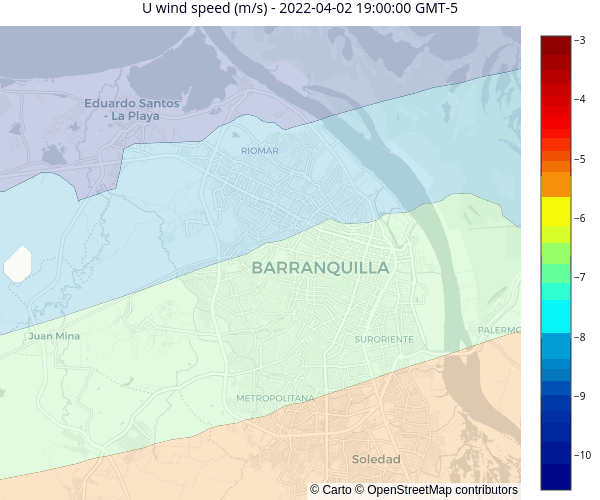 U wind speed (m/s) - 2022-04-02 19:00:00 GMT-5
−3
Eduardo Santos
- La Playa
−4
RIOMAR
−5
−6
BARRANQUILLA
−7
Juan Mina
PALERMO
SURORIENTE
−8
METROPOLITANA
−9
Soledad
−10
© Carto © OpenStreetMap contributors